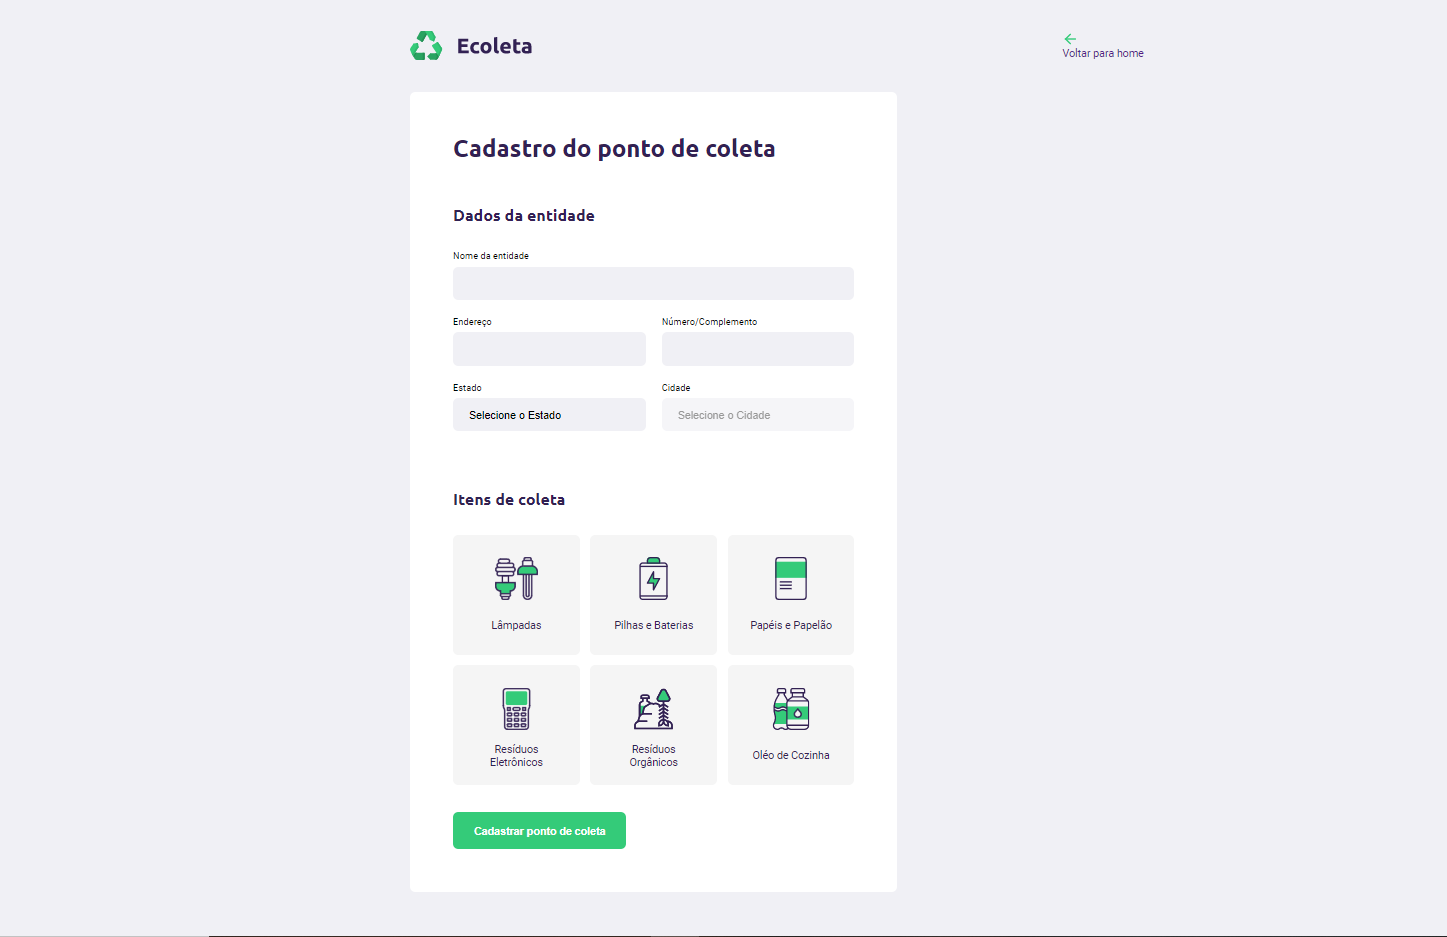 Ecoleta
Voltar para home
Cadastro do ponto de coleta
Dados da entidade
Nome da entidade
Endereço
Número/Complemento
Estado
Cidade
Selecione o Estado
Selecione o Cidade
Itens de coleta
Lâmpadas
Pilhas e Baterias
Papéis e Papelão
Resíduos
Eletrônicos
Resíduos
Orgânicos
Oléo de Cozinha
Cadastrar ponto de coleta